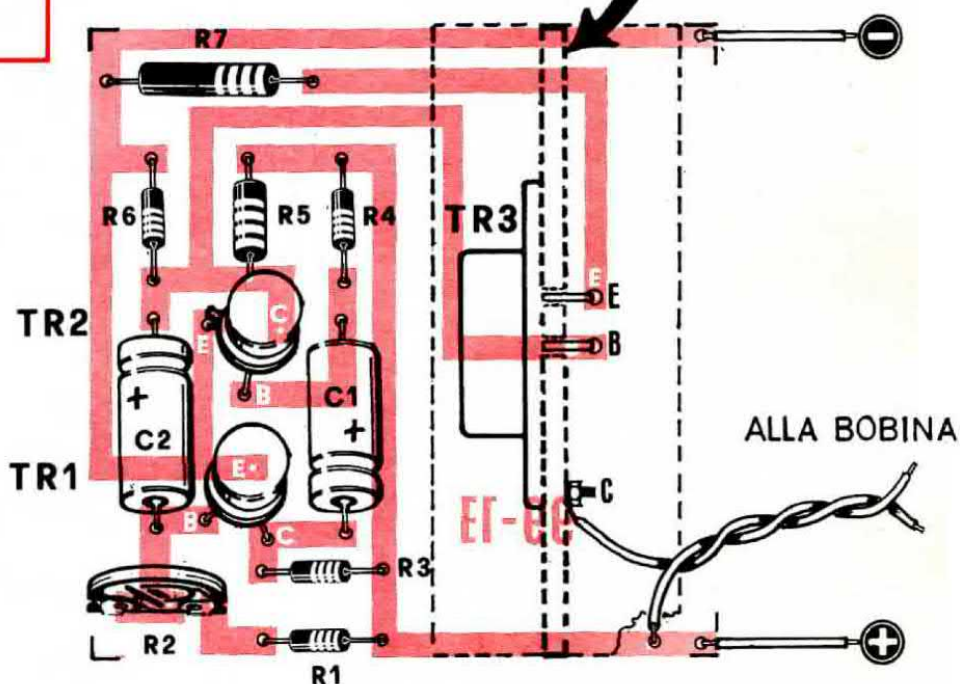 R7
−
R6
R5
R4
TR3
C
E
E
E
TR2
B
B
+
C1
C2
+
ALLA BOBINA
TR1
E
C
B
C
R3
R2
+
R1